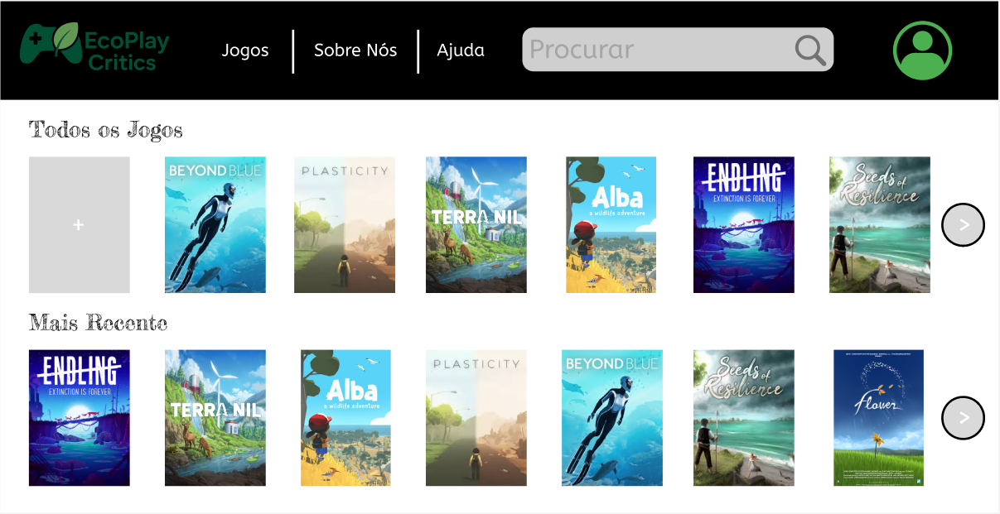 EcoPlay
Critics
Jogos
Sobre Nós
Ajuda
Procurar
Todos os Jogos
+
BEYOND BLUE
PLASTICITY
TERRA NIL
Alba
a wildlife adventure
ENDLING
EXTINCTION IS FOREVER
Seeds of
Resilience
>
Mais Recente
ENDLING
EXTINCTION IS FOREVER
TERRA NIL
Alba
a wildlife adventure
PLASTICITY
BEYOND BLUE
Seeds of
Resilience
flower
>